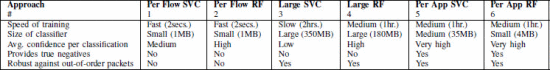 Approach Per Flow SVC Per Flow RF Large SVC Large RF Per App SVC Per App RF
# 1 2 3 4 5 6
Speed of training Fast (2secs.) Fast (2secs.) Slow (2hrs.) Medium (1hr.) Medium (1hr.) Medium (1hr.)
Size of classifier Small (1MB) Small (1MB) Large (350MB) Large (180MB) Medium (35MB) Small (4MB)
Avg. confidence per classification Medium High Low High Very high Very high
Provides true negatives No No No No Yes Yes
Robust against out-of-order packets No No Yes Yes Yes Yes